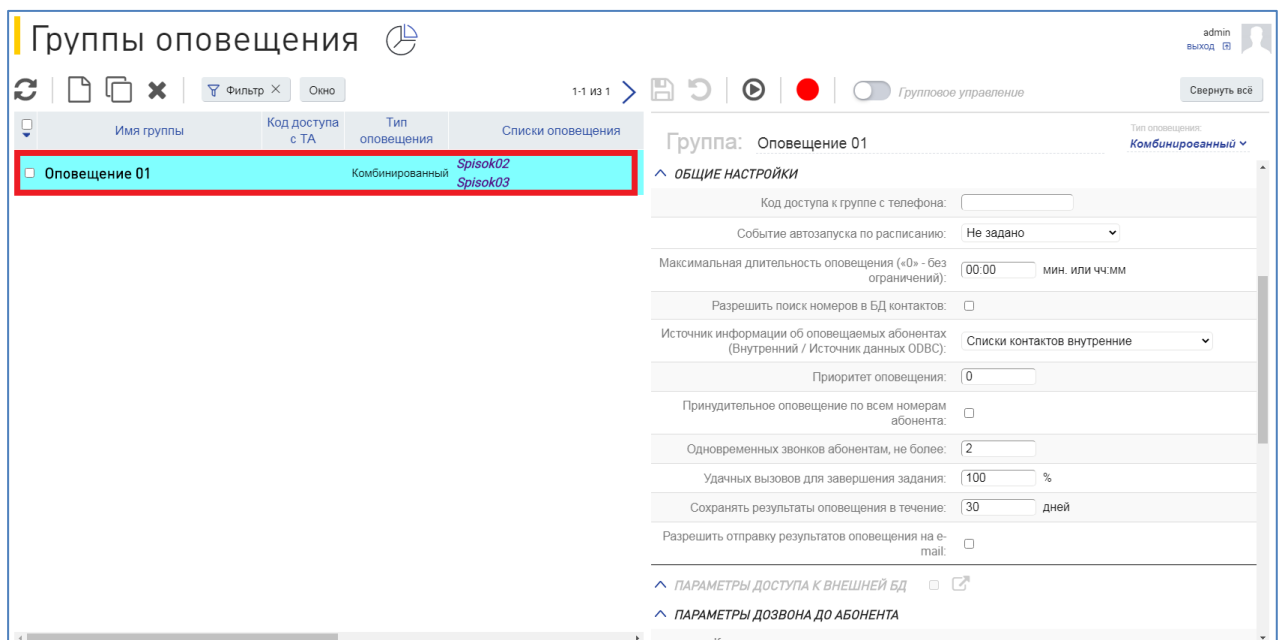 Группы оповещения
admin
выход
Фильтр
Окно
1-1 из 1
Групповое управление
Свернуть всё
Имя группы
Код доступа
с ТА
Тип
оповещения
Списки оповещения
Оповещение 01
Комбинированный
Spisok02
Spisok03
Группа: Оповещение 01
Тип оповещения:
Комбинированный
ОБЩИЕ НАСТРОЙКИ
Код доступа к группе с телефона:
Событие автозапуска по расписанию: Не задано
Максимальная длительность оповещения («0» - без
ограничений): 00:00 мин. или чч:мм
Разрешить поиск номеров в БД контактов:
Источник информации об оповещаемых абонентах
(Внутренний / Источник данных ODBC): Списки контактов внутренние
Приоритет оповещения: 0
Принудительное оповещение по всем номерам
абонента:
Одновременных звонков абонентам, не более: 2
Удачных вызовов для завершения задания: 100 %
Сохранять результаты оповещения в течение: 30 дней
Разрешить отправку результатов оповещения на e-
mail:
ПАРАМЕТРЫ ДОСТУПА К ВНЕШНЕЙ БД
ПАРАМЕТРЫ ДОЗВОНА ДО АБОНЕНТА